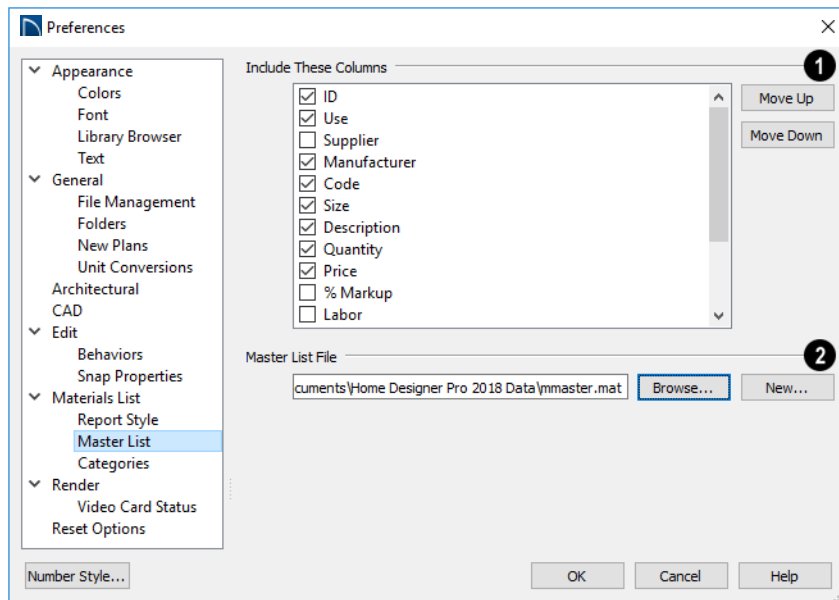 Preferences
Appearance
Colors
Font
Library Browser
Text
General
File Management
Folders
New Plans
Unit Conversions
Architectural
CAD
Edit
Behaviors
Snap Properties
Materials List
Report Style
Master List
Categories
Render
Video Card Status
Reset Options
Include These Columns
1
ID
Use
Supplier
Manufacturer
Code
Size
Description
Quantity
Price
% Markup
Labor
Move Up
Move Down
Master List File
2
cuments\Home Designer Pro 2018 Data\mmaster.mat
Browse...
New...
Number Style...
OK
Cancel
Help